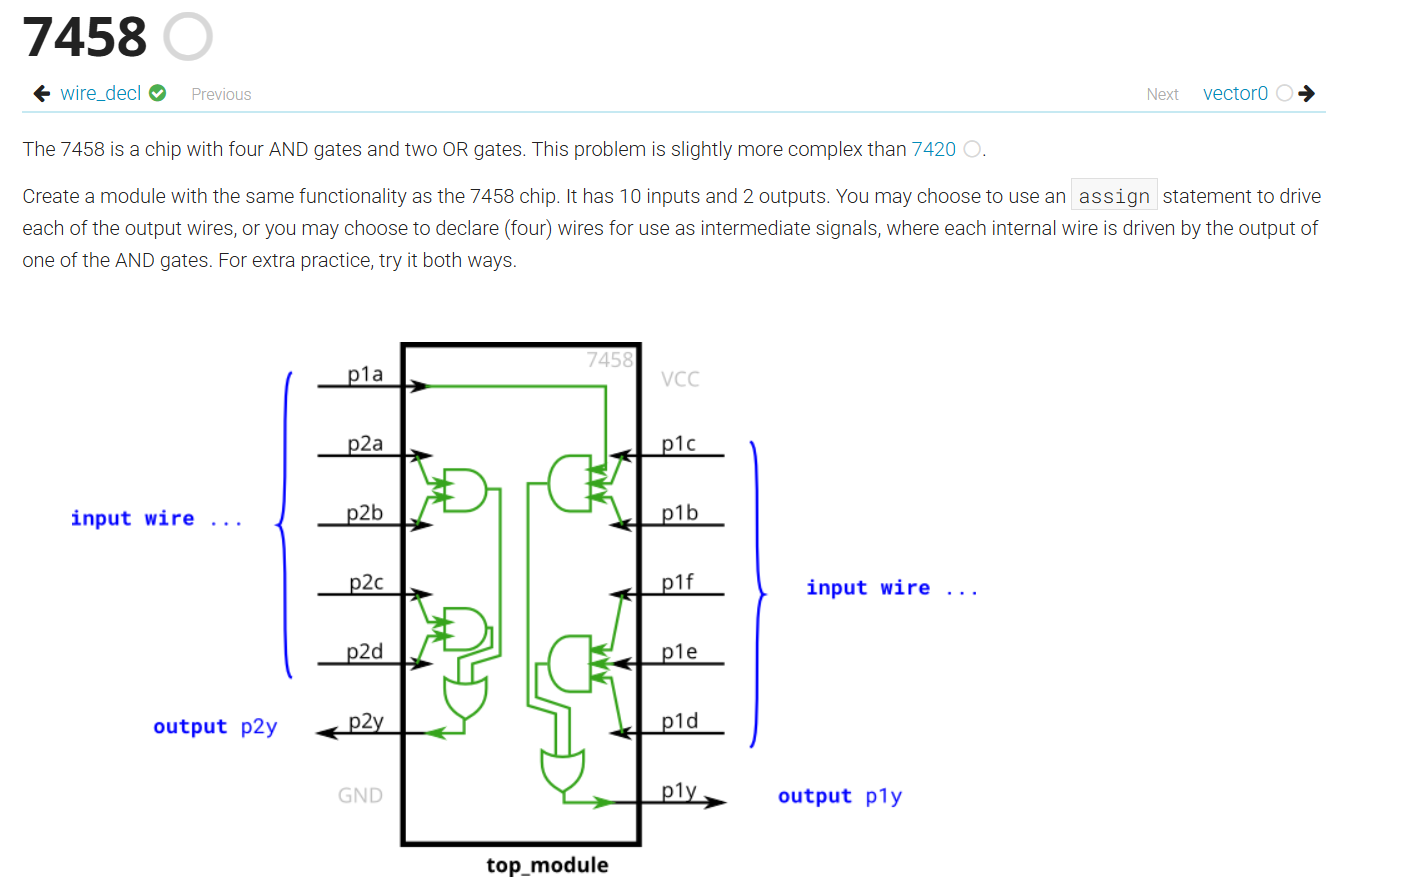 7458
wire_decl Previous
Next vector0
The 7458 is a chip with four AND gates and two OR gates. This problem is slightly more complex than 7420 .
Create a module with the same functionality as the 7458 chip. It has 10 inputs and 2 outputs. You may choose to use an assign statement to drive
each of the output wires, or you may choose to declare (four) wires for use as intermediate signals, where each internal wire is driven by the output of
one of the AND gates. For extra practice, try it both ways.
7458
p1a
VCC
p2a
p1c
p2b
p1b
input wire ...
p2c
p1f
input wire ...
p2d
p1e
p2y
p1d
output p2y
GND
p1y
output p1y
top_module